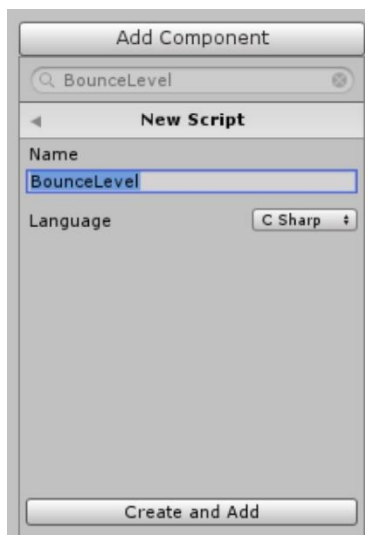 Add Component
BounceLevel
New Script
Name
BounceLevel
Language C Sharp
Create and Add